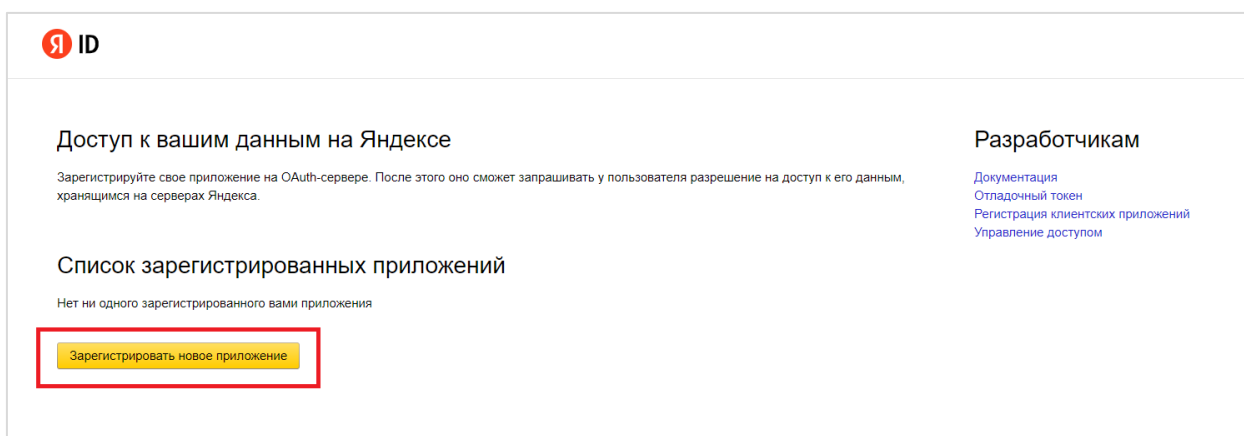 Я ID
Доступ к вашим данным на Яндексе
Зарегистрируйте свое приложение на OAuth-сервере. После этого оно сможет запрашивать у пользователя разрешение на доступ к его данным,
хранящимся на серверах Яндекса.
Список зарегистрированных приложений
Нет ни одного зарегистрированного вами приложения
Зарегистрировать новое приложение
Разработчикам
Документация
Отладочный токен
Регистрация клиентских приложений
Управление доступом